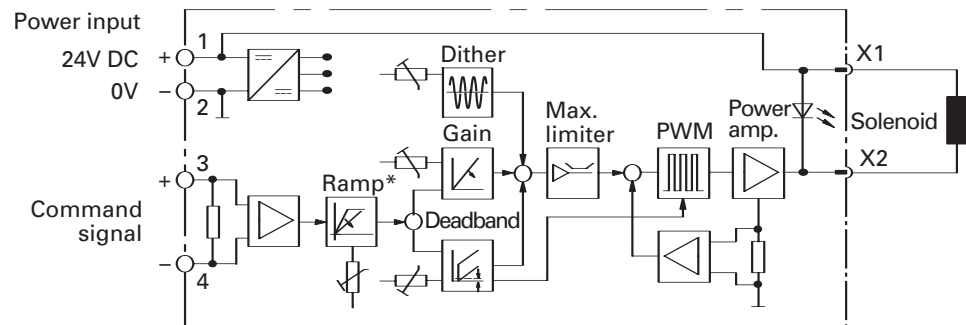 Power input
24V DC
0V
+
−
1
2
Dither
Gain
Max.
limiter
PWM
Power
amp.
X1
Solenoid
X2
Command
signal
+
−
3
4
Ramp*
Deadband